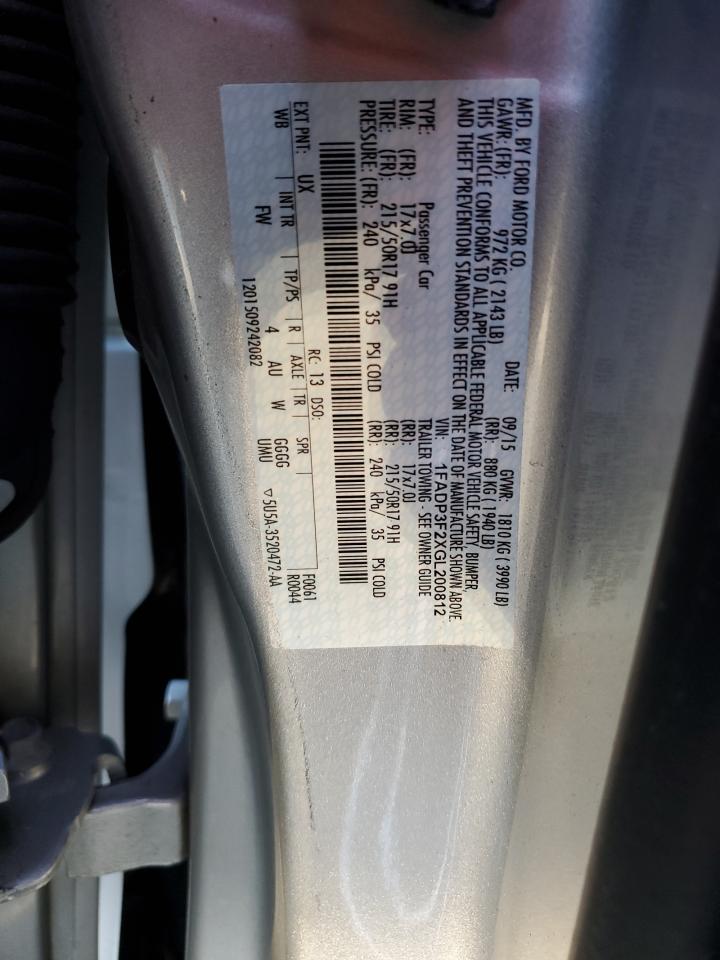 MFD. BY FORD MOTOR CO. DATE: 09/15 GVWR: 1810 KG ( 3990 LB)
GAWR: (FR): 972 KG ( 2143 LB) (RR): 880 KG ( 1940 LB)
THIS VEHICLE CONFORMS TO ALL APPLICABLE FEDERAL MOTOR VEHICLE SAFETY, BUMPER,
AND THEFT PREVENTION STANDARDS IN EFFECT ON THE DATE OF MANUFACTURE SHOWN ABOVE.
VIN: 1FADP3F2XGL200812
TYPE: Passenger Car TRAILER TOWING - SEE OWNER GUIDE
RIM: (FR): 17x7.0J (RR): 17x7.0J
TIRE: (FR): 215/50R17 91H (RR): 215/50R17 91H
PRESSURE: (FR): 240 kPa/ 35 PSI COLD (RR): 240 kPa/ 35 PSI COLD
RC: 13 DSO: F0061
EXT PNT: UX R0044
INT TR TP/PS R AXLE TR SPR
WB FW 4 AU W GGGG UMU
1201509242082 ▽5U5A-3520472-AA